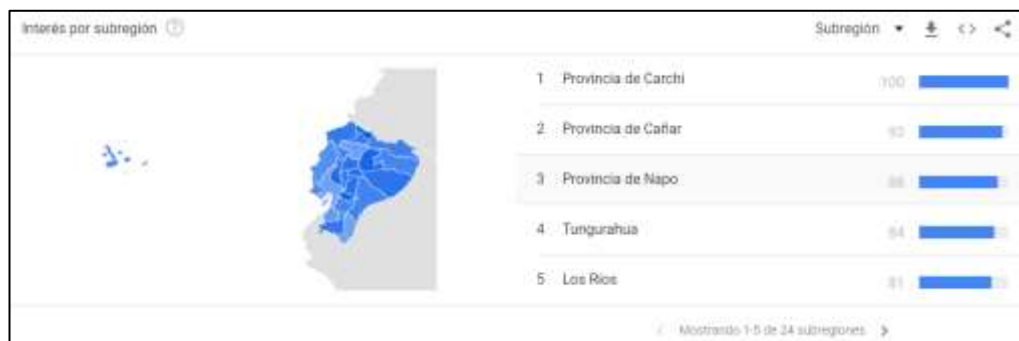 Interés por subregión
Subregión
1 Provincia de Carchi 100
2 Provincia de Cañar
3 Provincia de Napo
4 Tungurahua
5 Los Ríos
Mostrando 1-5 de 24 subregiones